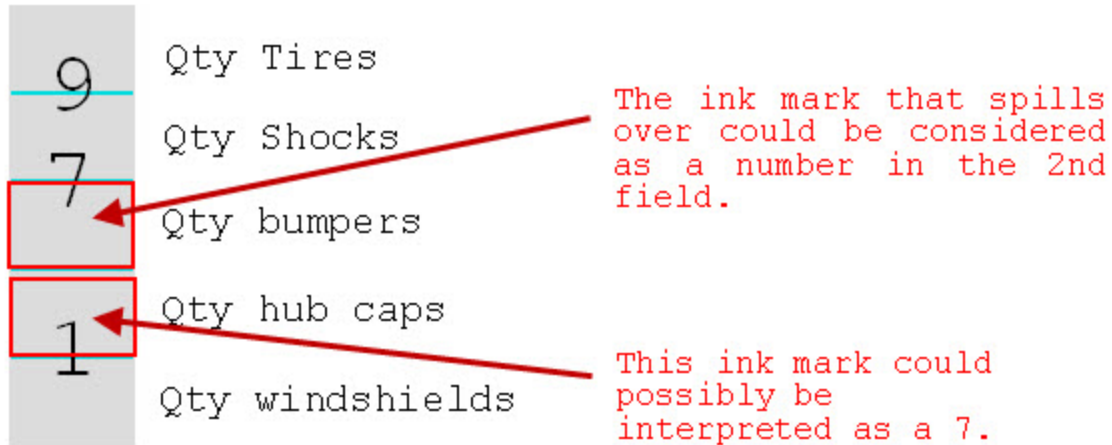 9
Qty Tires
Qty Shocks
7
Qty bumpers
Qty hub caps
1
Qty windshields
The ink mark that spills
over could be considered
as a number in the 2nd
field.
This ink mark could
possibly be
interpreted as a 7.